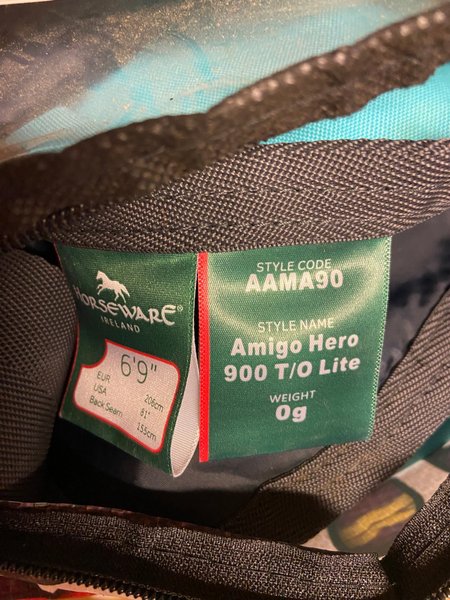 HORSEWARE
IRELAND
6'9"
EUR 206cm
USA 81"
Back Seam 155cm
STYLE CODE
AAMA90
STYLE NAME
Amigo Hero
900 T/O Lite
WEIGHT
0g